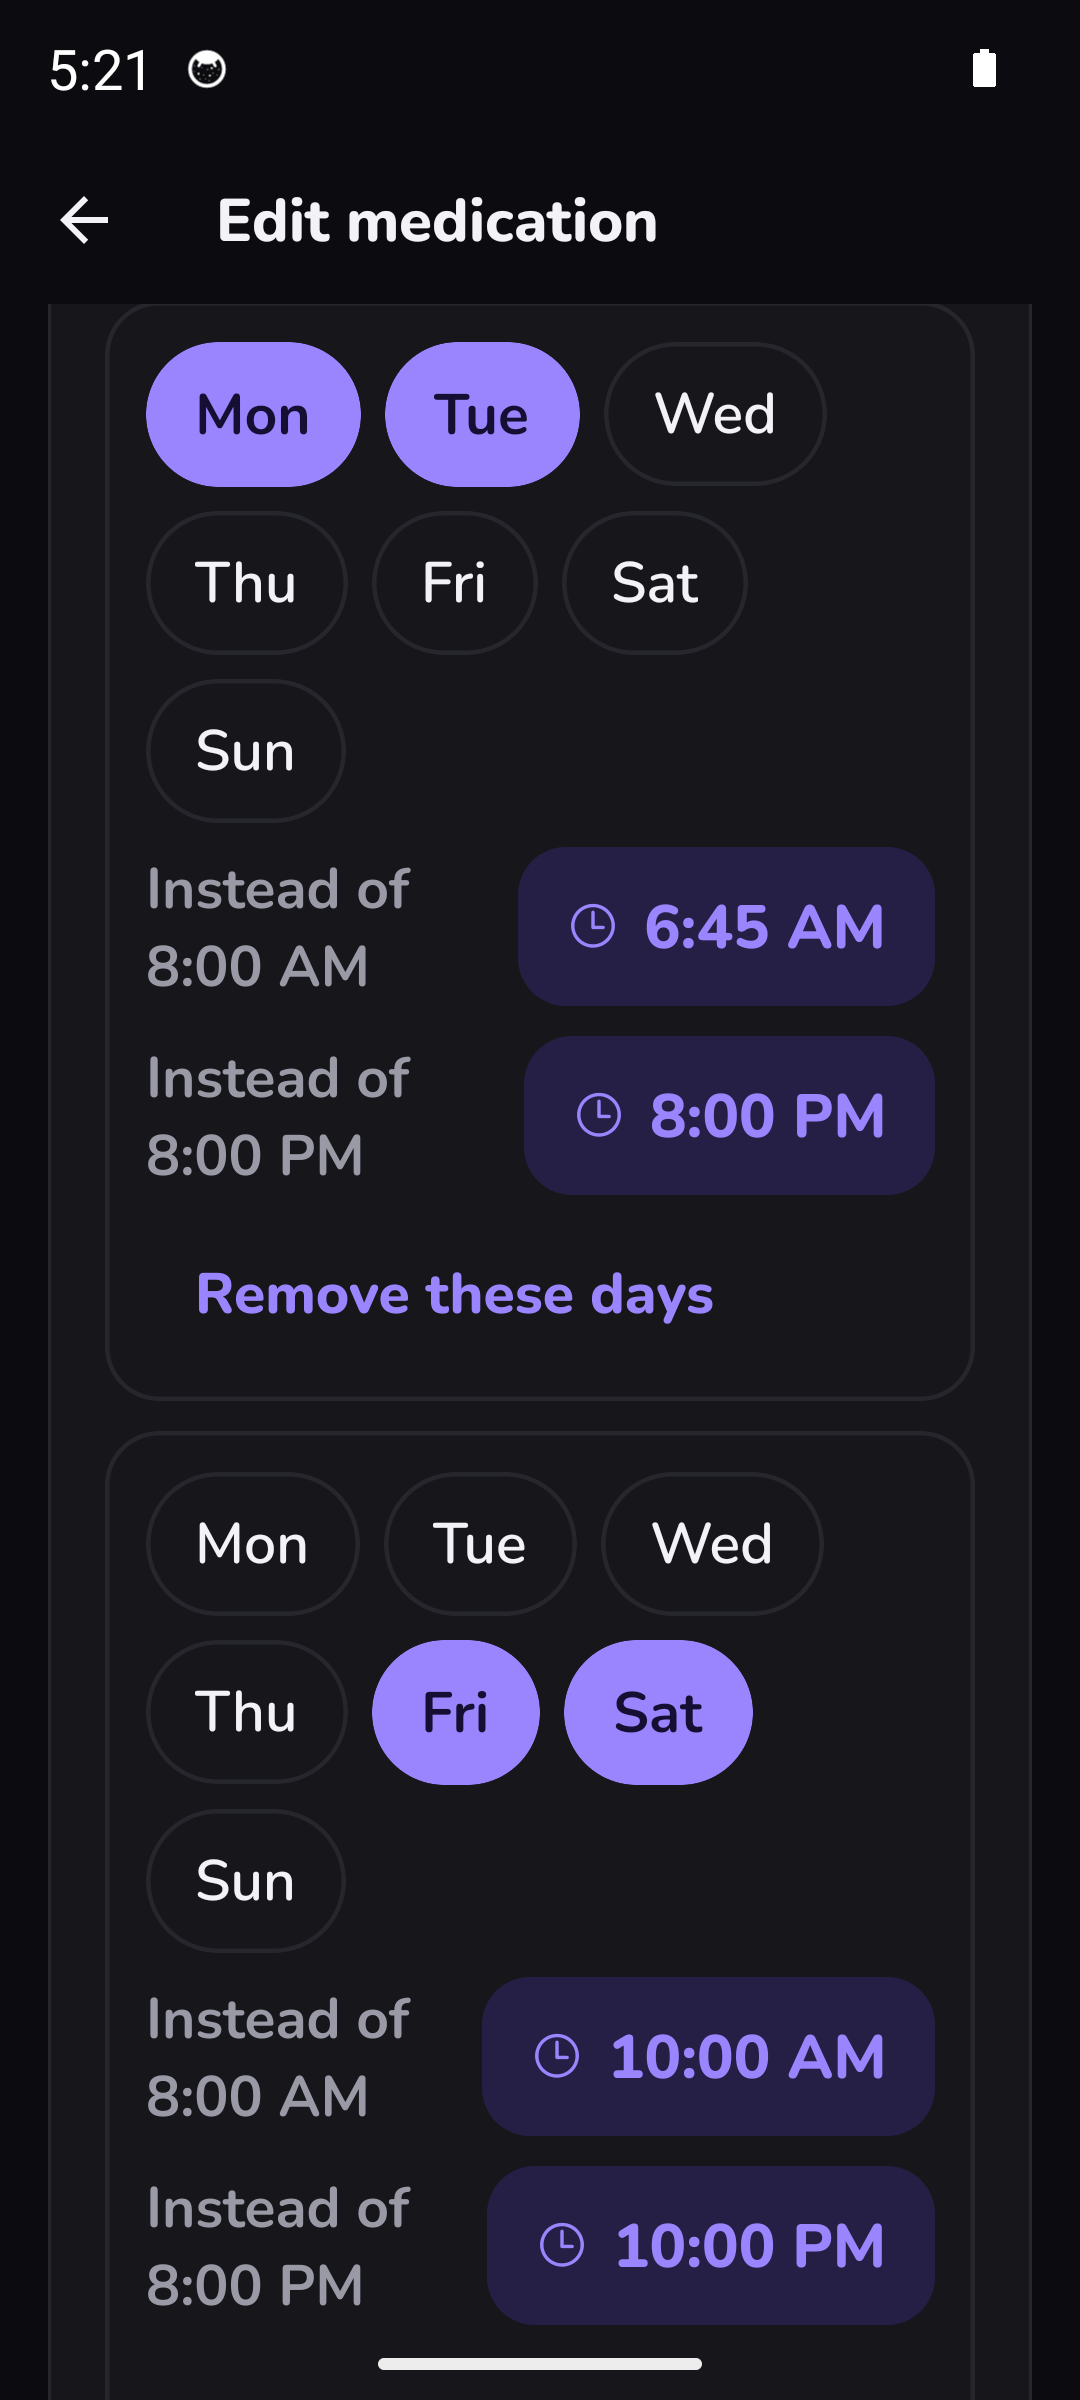 5:21
Edit medication
Mon Tue Wed
Thu Fri Sat
Sun
Instead of
8:00 AM
6:45 AM
Instead of
8:00 PM
8:00 PM
Remove these days
Mon Tue Wed
Thu Fri Sat
Sun
Instead of
8:00 AM
10:00 AM
Instead of
8:00 PM
10:00 PM